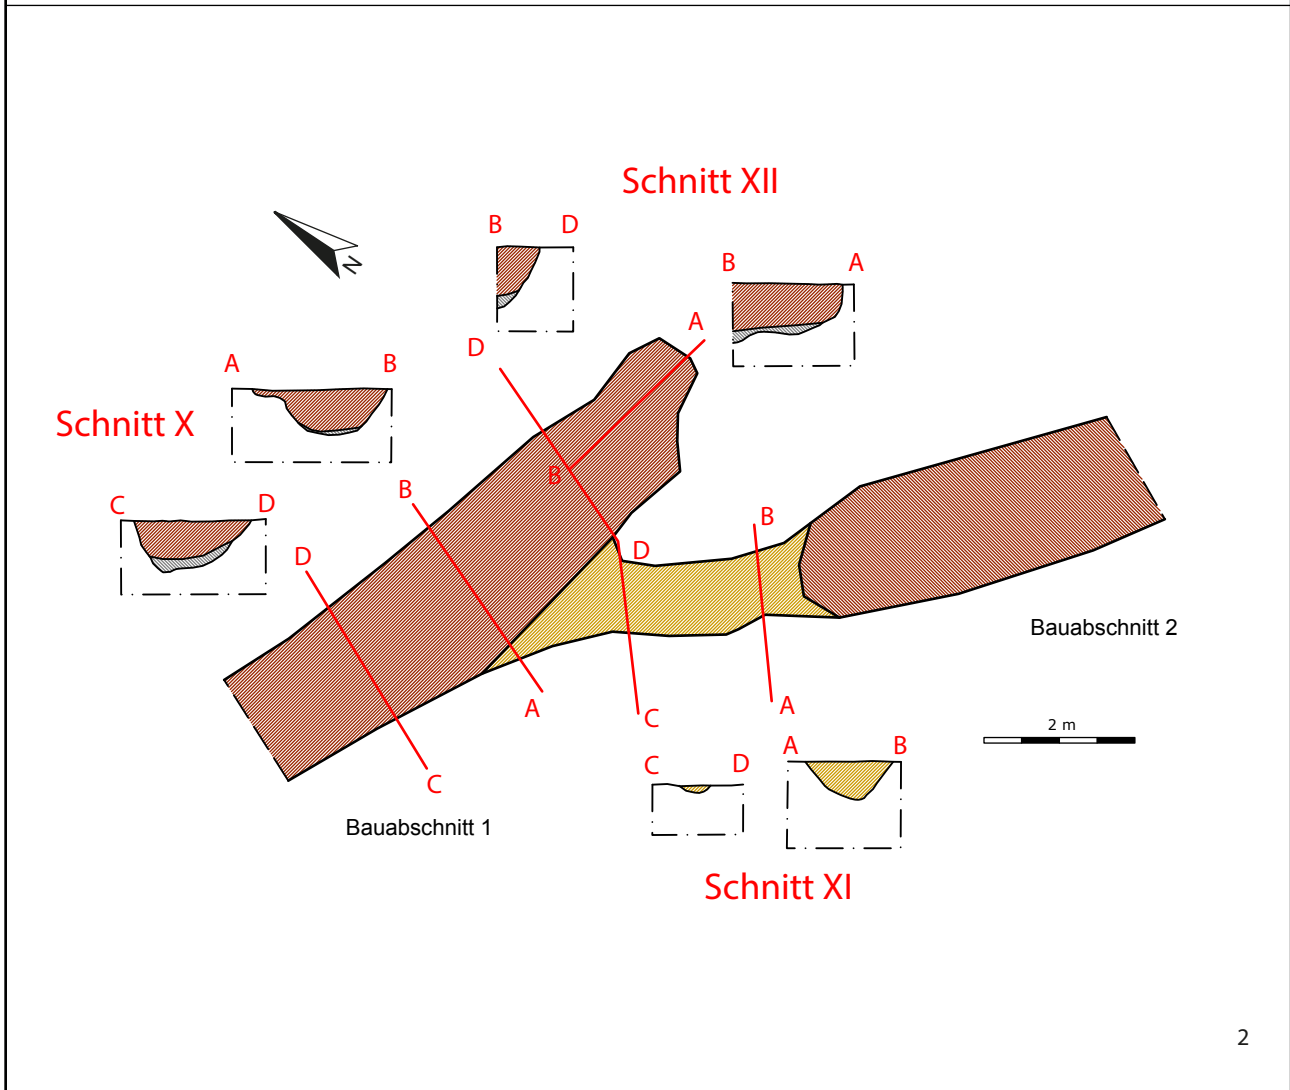 Schnitt XII
N
B D
B A
D
A
A B
Schnitt X
B
B
C D
D
B
D
Bauabschnitt 2
A
A
C
2 m
A B
C D
C
Bauabschnitt 1
Schnitt XI
2